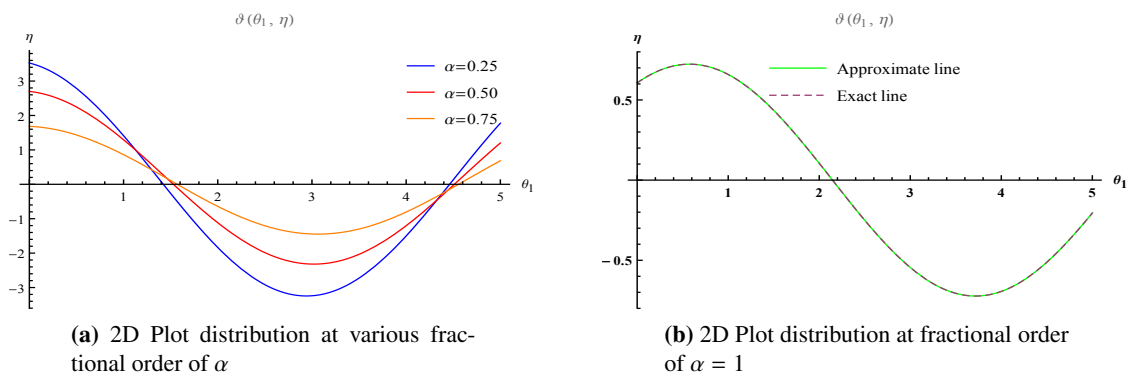 ϑ(θ₁, η)
η
3
2
1
-1
-2
-3
1
2
3
4
5
θ₁
α=0.25
α=0.50
α=0.75
(a) 2D Plot distribution at various frac-
tional order of α
ϑ(θ₁, η)
η
0.5
-0.5
1
2
3
4
5
θ₁
Approximate line
Exact line
(b) 2D Plot distribution at fractional order
of α = 1